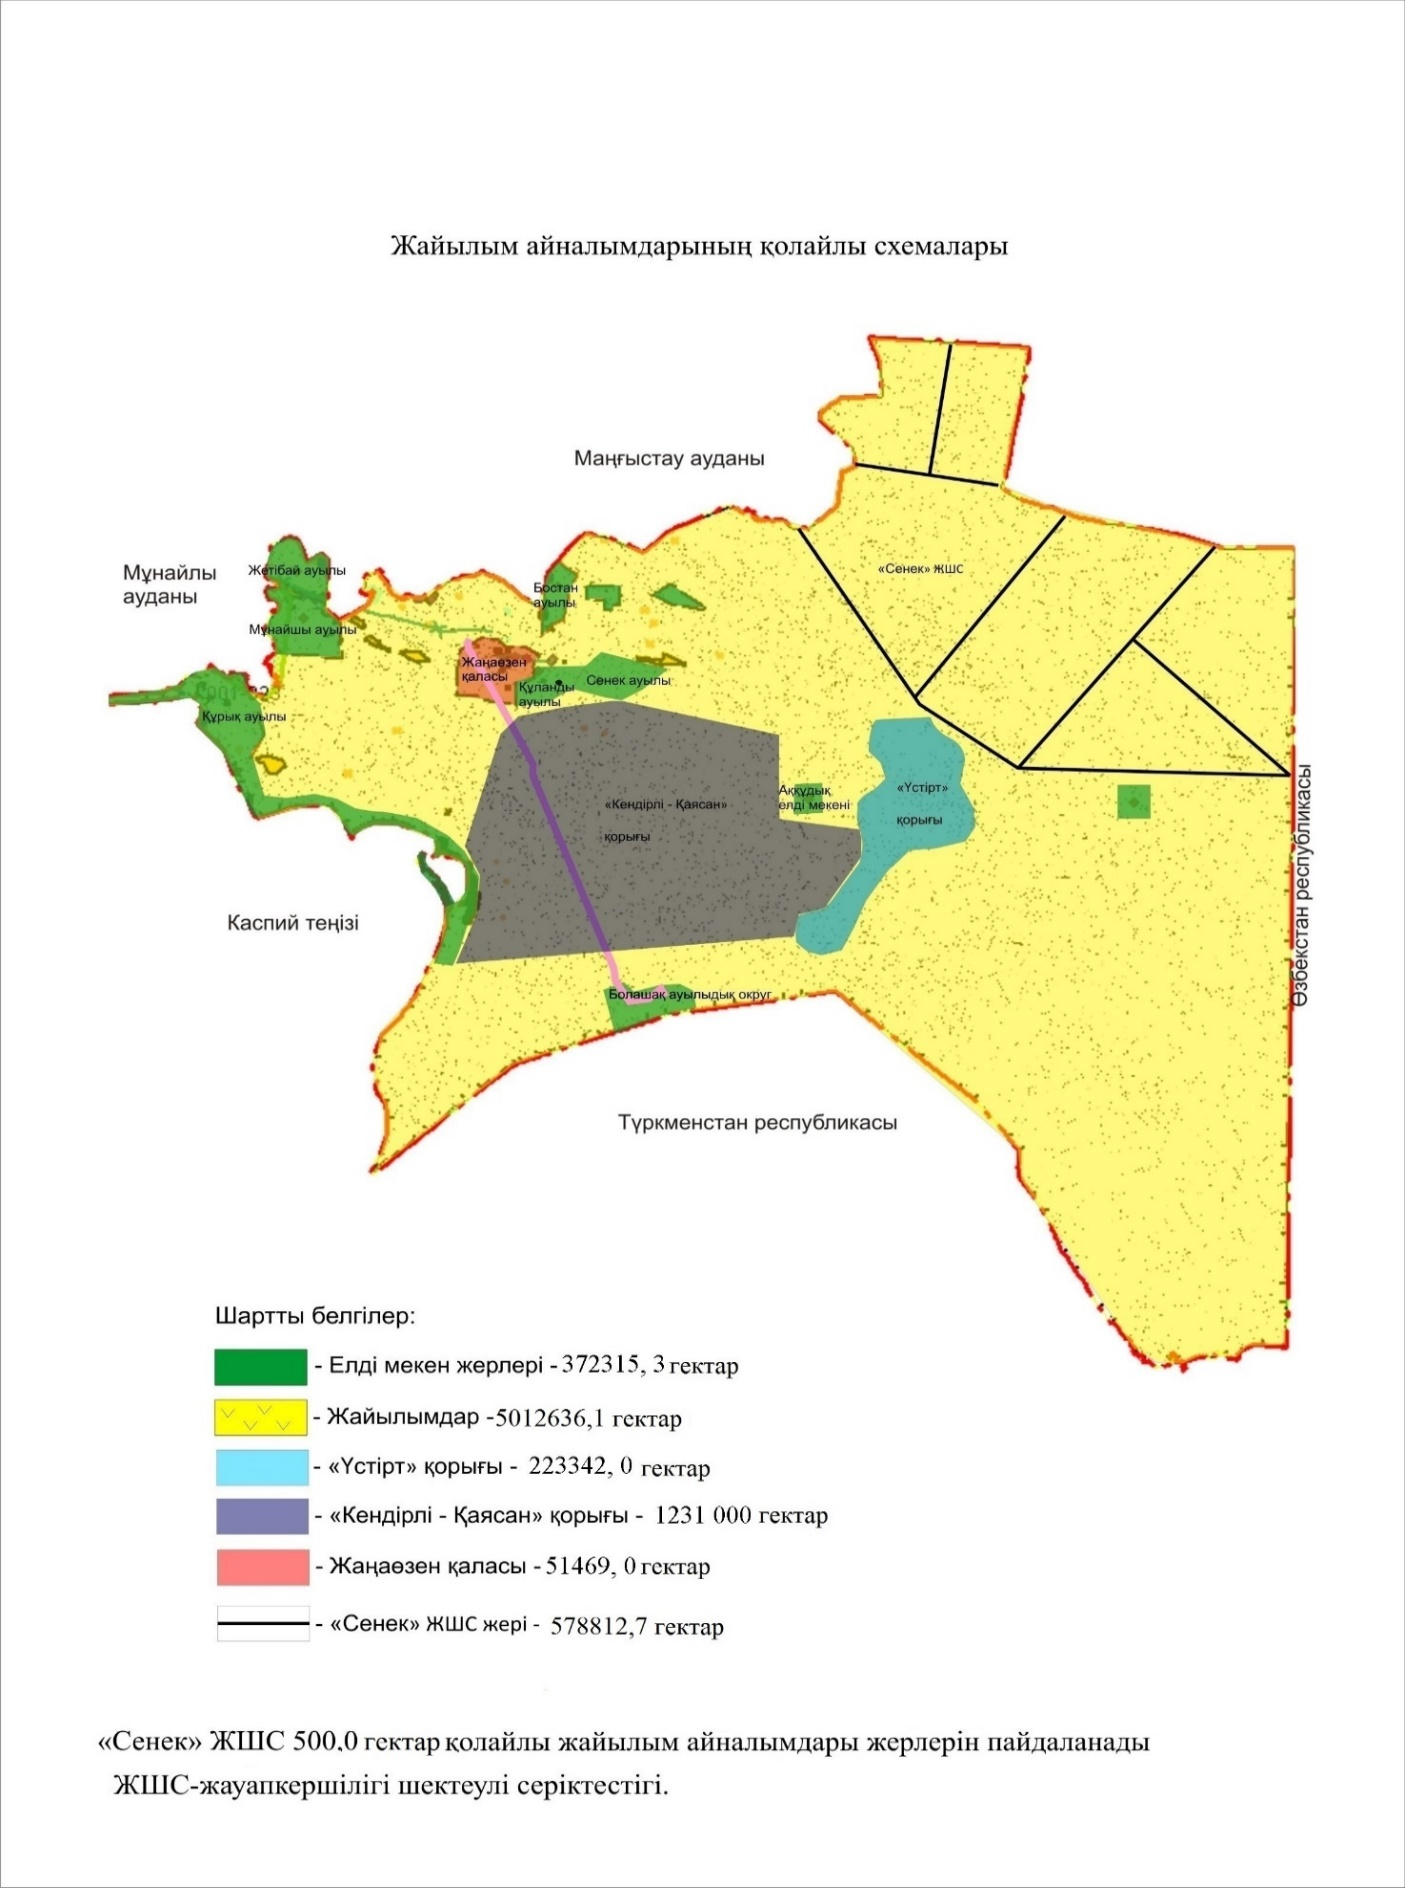 Жайылым айналымдарының қолайлы схемалары
Маңғыстау ауданы
Мұнайлы
ауданы
Жетібай ауылы
«Сенек» ЖШС
Бостан
ауылы
Мұнайшы ауылы
Жаңаөзен
қаласы
Сенек ауылы
Құланды
ауылы
Құрық ауылы
Аққұдық
елді мекені
«Үстірт»
қорығы
«Кендірлі - Қаясан»
қорығы
Өзбекстан республикасы
Каспий теңізі
Болашақ ауылыдық округ
Түркменстан республикасы
Шартты белгілер:
- Елді мекен жерлері - 372315, 3 гектар
- Жайылымдар -5012636,1 гектар
- «Үстірт» қорығы - 223342, 0 гектар
- «Кендірлі - Қаясан» қорығы - 1231 000 гектар
- Жаңаөзен қаласы - 51469, 0 гектар
- «Сенек» ЖШС жері - 578812,7 гектар
«Сенек» ЖШС 500,0 гектар қолайлы жайылым айналымдары жерлерін пайдаланады
ЖШС-жауапкершілігі шектеулі серіктестігі.